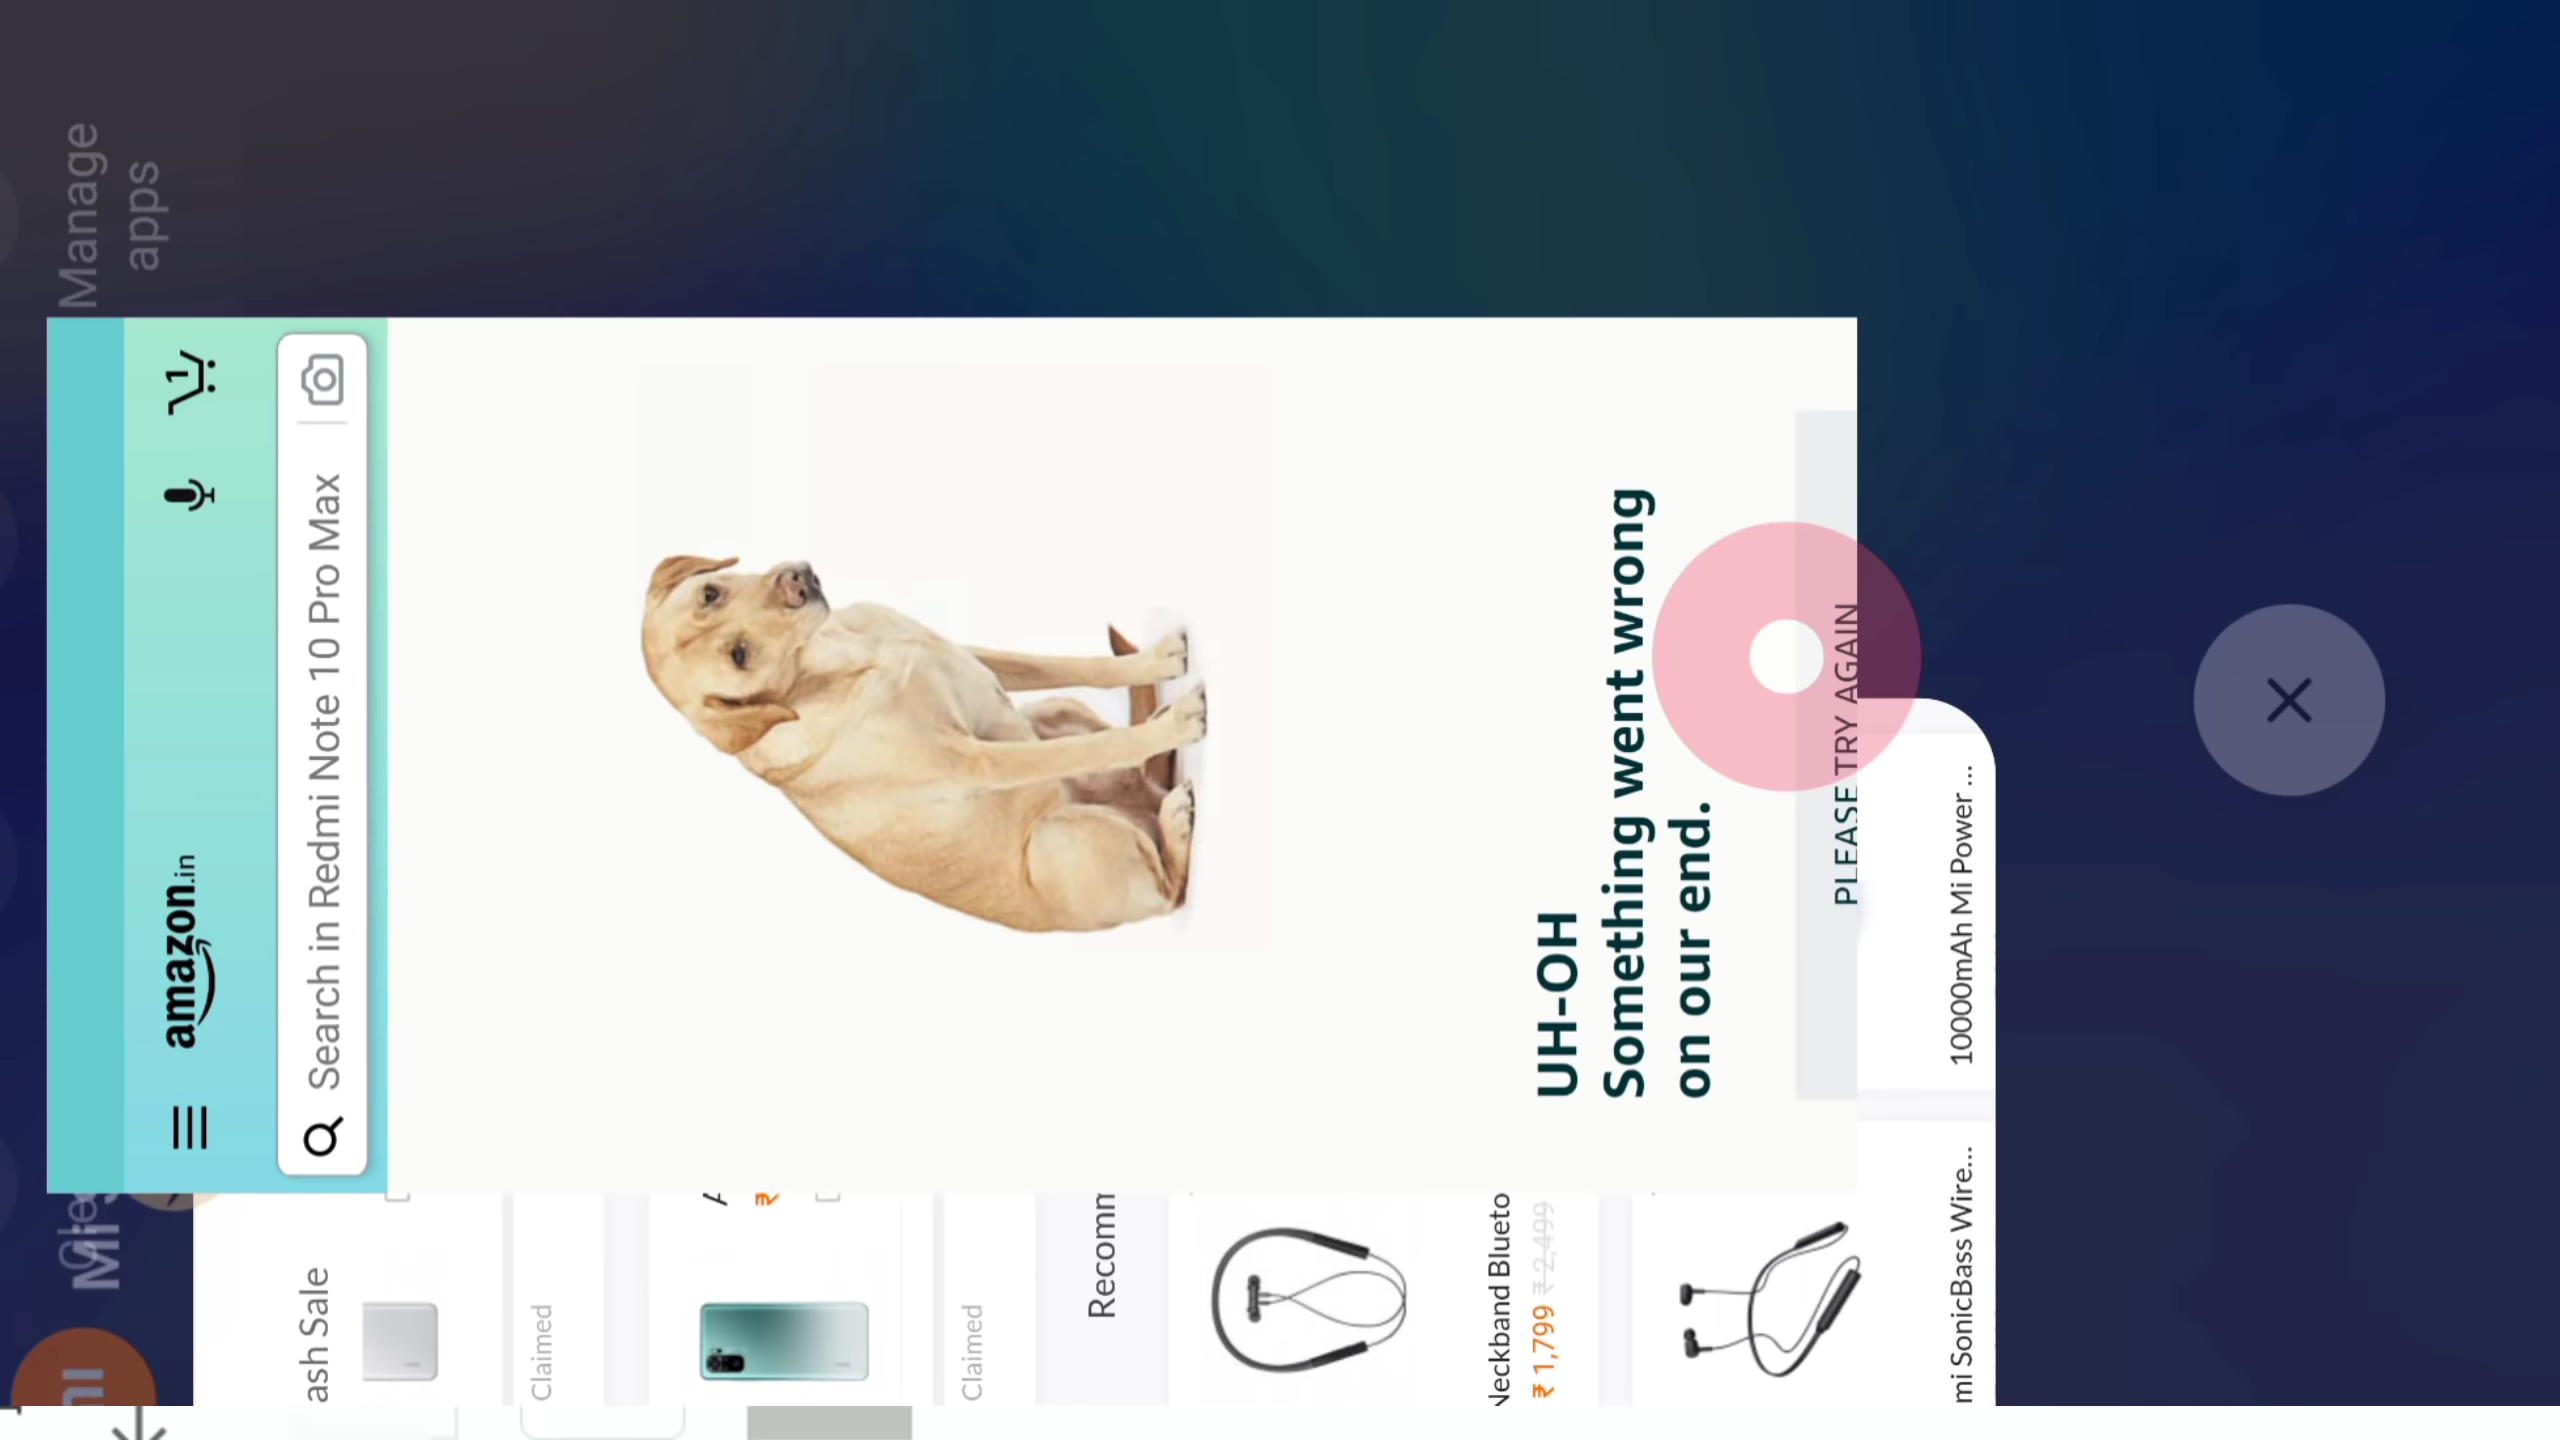 Manage
apps
amazon.in
1
Search in Redmi Note 10 Pro Max
UH-OH
Something went wrong
on our end.
PLEASE TRY AGAIN
ash Sale
Claimed
₹
Claimed
Recomm
Neckband Blueto
₹ 1,799 ₹ 2,499
10000mAh Mi Power ...
mi SonicBass Wire...